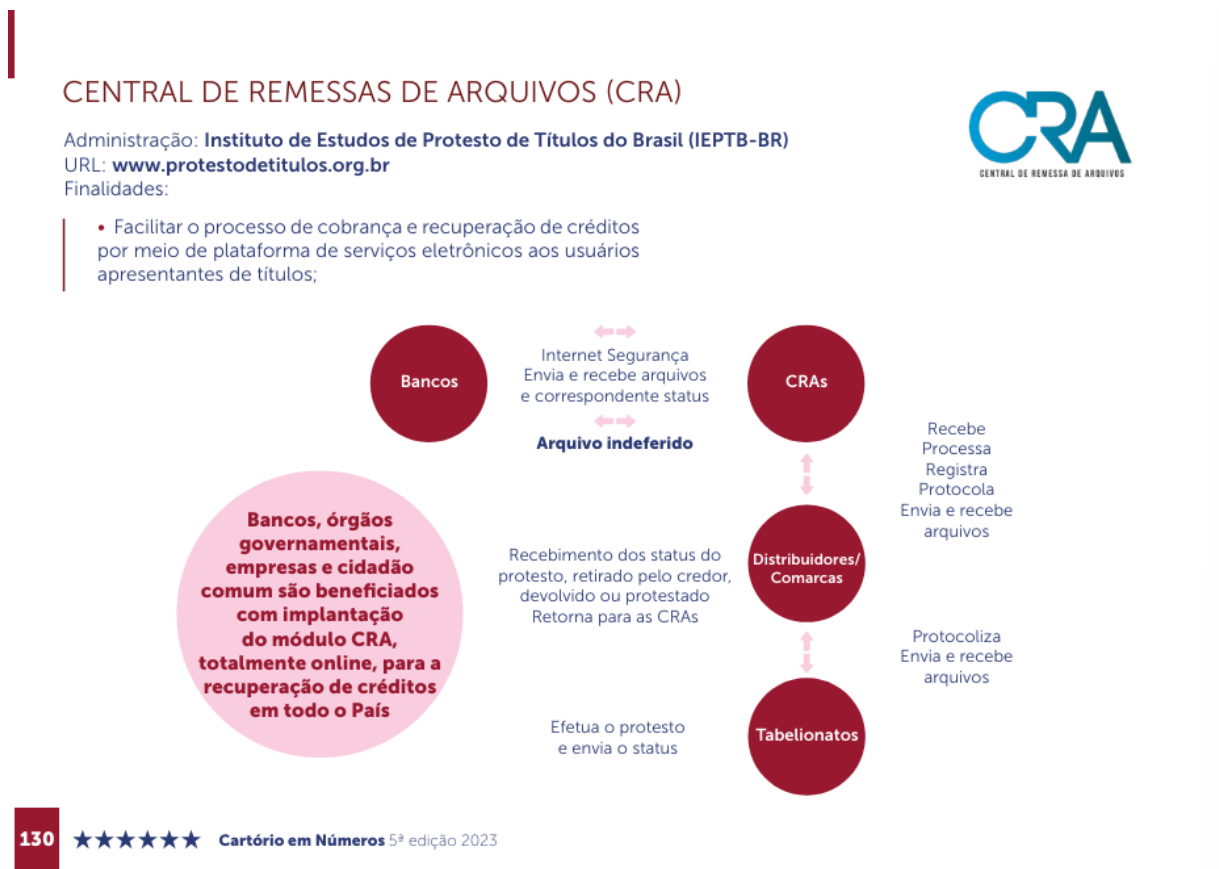 CENTRAL DE REMESSAS DE ARQUIVOS (CRA)
Administração: Instituto de Estudos de Protesto de Títulos do Brasil (IEPTB-BR)
URL: www.protestodetitulos.org.br
Finalidades:
CRA
CENTRAL DE REMESSA DE ARQUIVOS
• Facilitar o processo de cobrança e recuperação de créditos
por meio de plataforma de serviços eletrônicos aos usuários
apresentantes de títulos;
Bancos
Internet Segurança
Envia e recebe arquivos
e correspondente status
Arquivo indeferido
CRAs
Recebe
Processa
Registra
Protocola
Envia e recebe
arquivos
Bancos, órgãos
governamentais,
empresas e cidadão
comum são beneficiados
com implantação
do módulo CRA,
totalmente online, para a
recuperação de créditos
em todo o País
Recebimento dos status do
protesto, retirado pelo credor,
devolvido ou protestado
Retorna para as CRAs
Distribuidores/
Comarcas
Protocoliza
Envia e recebe
arquivos
Efetua o protesto
e envia o status
Tabelionatos
130 ★★★★★★ Cartório em Números 5ª edição 2023